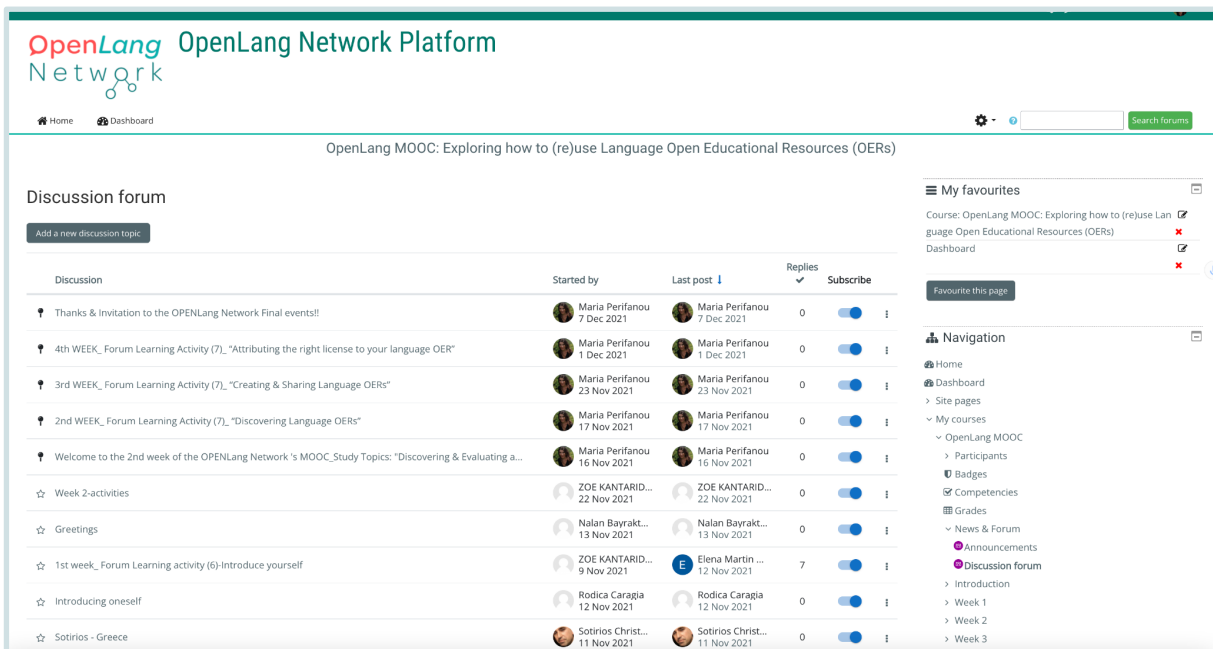 OpenLang
Network
OpenLang Network Platform
Home
Dashboard
Search forums
OpenLang MOOC: Exploring how to (re)use Language Open Educational Resources (OERs)
Discussion forum
Add a new discussion topic
Discussion Started by Last post Replies Subscribe
Thanks & Invitation to the OPENLang Network Final events!! Maria Perifanou Maria Perifanou 0
7 Dec 2021 7 Dec 2021
4th WEEK_ Forum Learning Activity (7)_ “Attributing the right license to your language OER” Maria Perifanou Maria Perifanou 0
1 Dec 2021 1 Dec 2021
3rd WEEK_ Forum Learning Activity (7)_ “Creating & Sharing Language OERs” Maria Perifanou Maria Perifanou 0
23 Nov 2021 23 Nov 2021
2nd WEEK_ Forum Learning Activity (7)_ “Discovering Language OERs” Maria Perifanou Maria Perifanou 0
17 Nov 2021 17 Nov 2021
Welcome to the 2nd week of the OPENLang Network 's MOOC_Study Topics: "Discovering & Evaluating a... Maria Perifanou Maria Perifanou 0
16 Nov 2021 16 Nov 2021
Week 2-activities ZOE KANTARID... ZOE KANTARID... 0
22 Nov 2021 22 Nov 2021
Greetings Nalan Bayrakt... Nalan Bayrakt... 0
13 Nov 2021 13 Nov 2021
1st week_ Forum Learning activity (6)-Introduce yourself ZOE KANTARID... E Elena Martin ... 7
9 Nov 2021 12 Nov 2021
Introducing oneself Rodica Caragia Rodica Caragia 0
12 Nov 2021 12 Nov 2021
Sotirios - Greece Sotirios Christ... Sotirios Christ... 0
11 Nov 2021 11 Nov 2021
My favourites
Course: OpenLang MOOC: Exploring how to (re)use Lan
guage Open Educational Resources (OERs)
Dashboard
Favourite this page
Navigation
Home
Dashboard
Site pages
My courses
OpenLang MOOC
Participants
Badges
Competencies
Grades
News & Forum
Announcements
Discussion forum
Introduction
Week 1
Week 2
Week 3